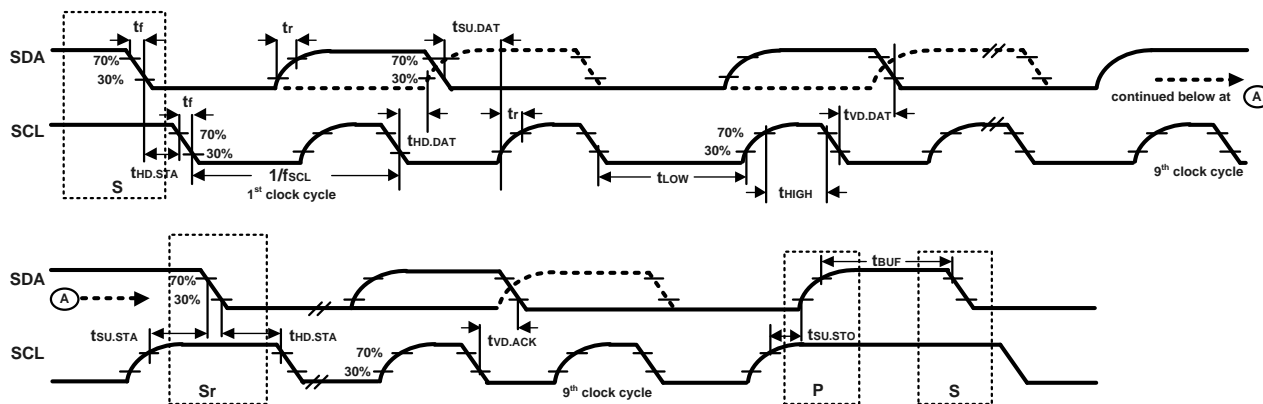 tf
tr
tSU.DAT
SDA
70%
30%
70%
30%
continued below at A
tf
tHD.DAT
tr
tVD.DAT
SCL
70%
30%
70%
30%
70%
30%
tHD.STA
1/fSCL
1st clock cycle
tLOW
tHIGH
9th clock cycle
S
SDA
A
70%
30%
tBUF
tSU.STA
tHD.STA
tVD.ACK
tSU.STO
SCL
70%
30%
9th clock cycle
Sr
P
S